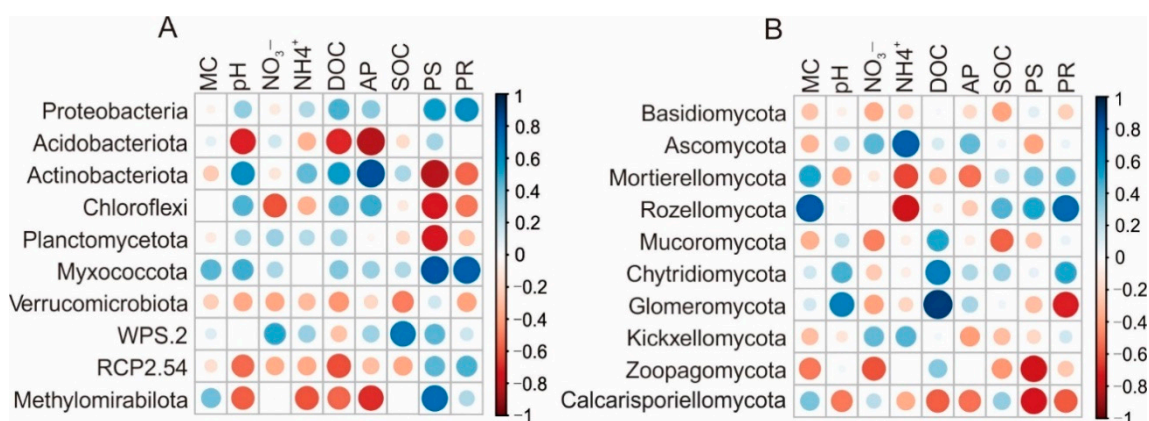 A
MC pH NO₃⁻ NH4⁺ DOC AP SOC PS PR
Proteobacteria
Acidobacteriota
Actinobacteriota
Chloroflexi
Planctomycetota
Myxococcota
Verrucomicrobiota
WPS.2
RCP2.54
Methylomirabilota
1
0.8
0.6
0.4
0.2
0
−0.2
−0.4
−0.6
−0.8
−1
B
MC pH NO₃⁻ NH4⁺ DOC AP SOC PS PR
Basidiomycota
Ascomycota
Mortierellomycota
Rozellomycota
Mucoromycota
Chytridiomycota
Glomeromycota
Kickxellomycota
Zoopagomycota
Calcarisporiellomycota
1
0.8
0.6
0.4
0.2
0
−0.2
−0.4
−0.6
−0.8
−1